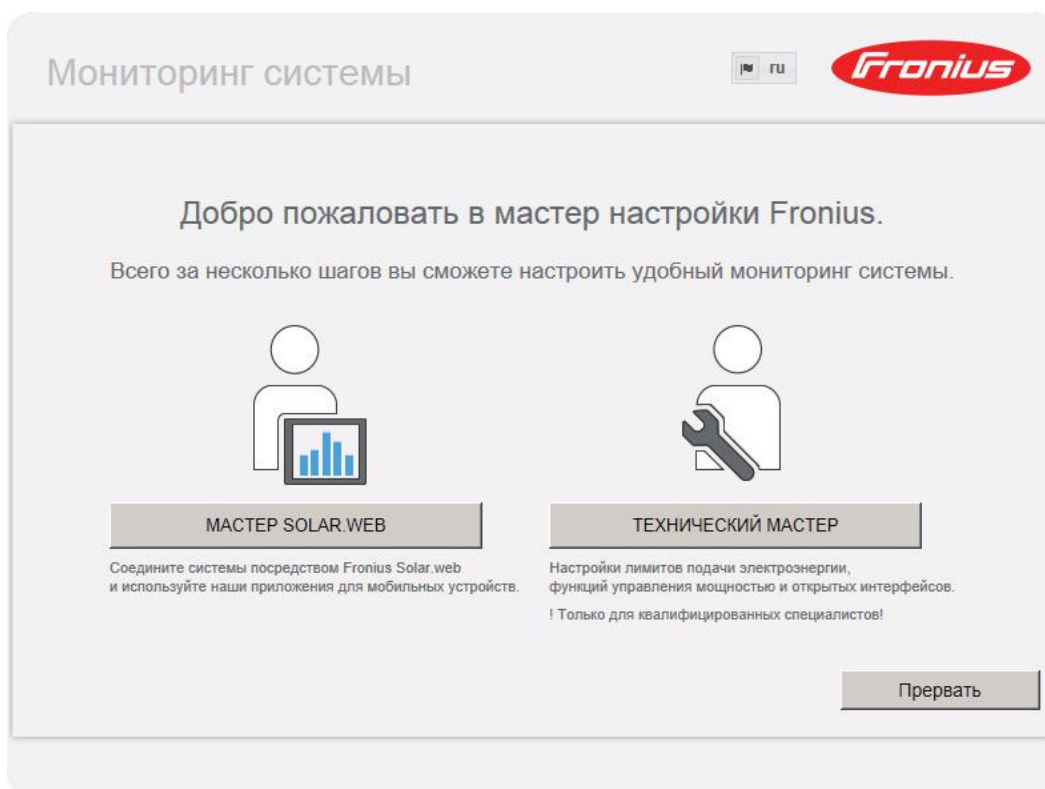 Мониторинг системы
ru
Fronius
Добро пожаловать в мастер настройки Fronius.
Всего за несколько шагов вы сможете настроить удобный мониторинг системы.
МАСТЕР SOLAR.WEB
Соедините системы посредством Fronius Solar.web
и используйте наши приложения для мобильных устройств.
ТЕХНИЧЕСКИЙ МАСТЕР
Настройки лимитов подачи электроэнергии,
функций управления мощностью и открытых интерфейсов.
! Только для квалифицированных специалистов!
Прервать